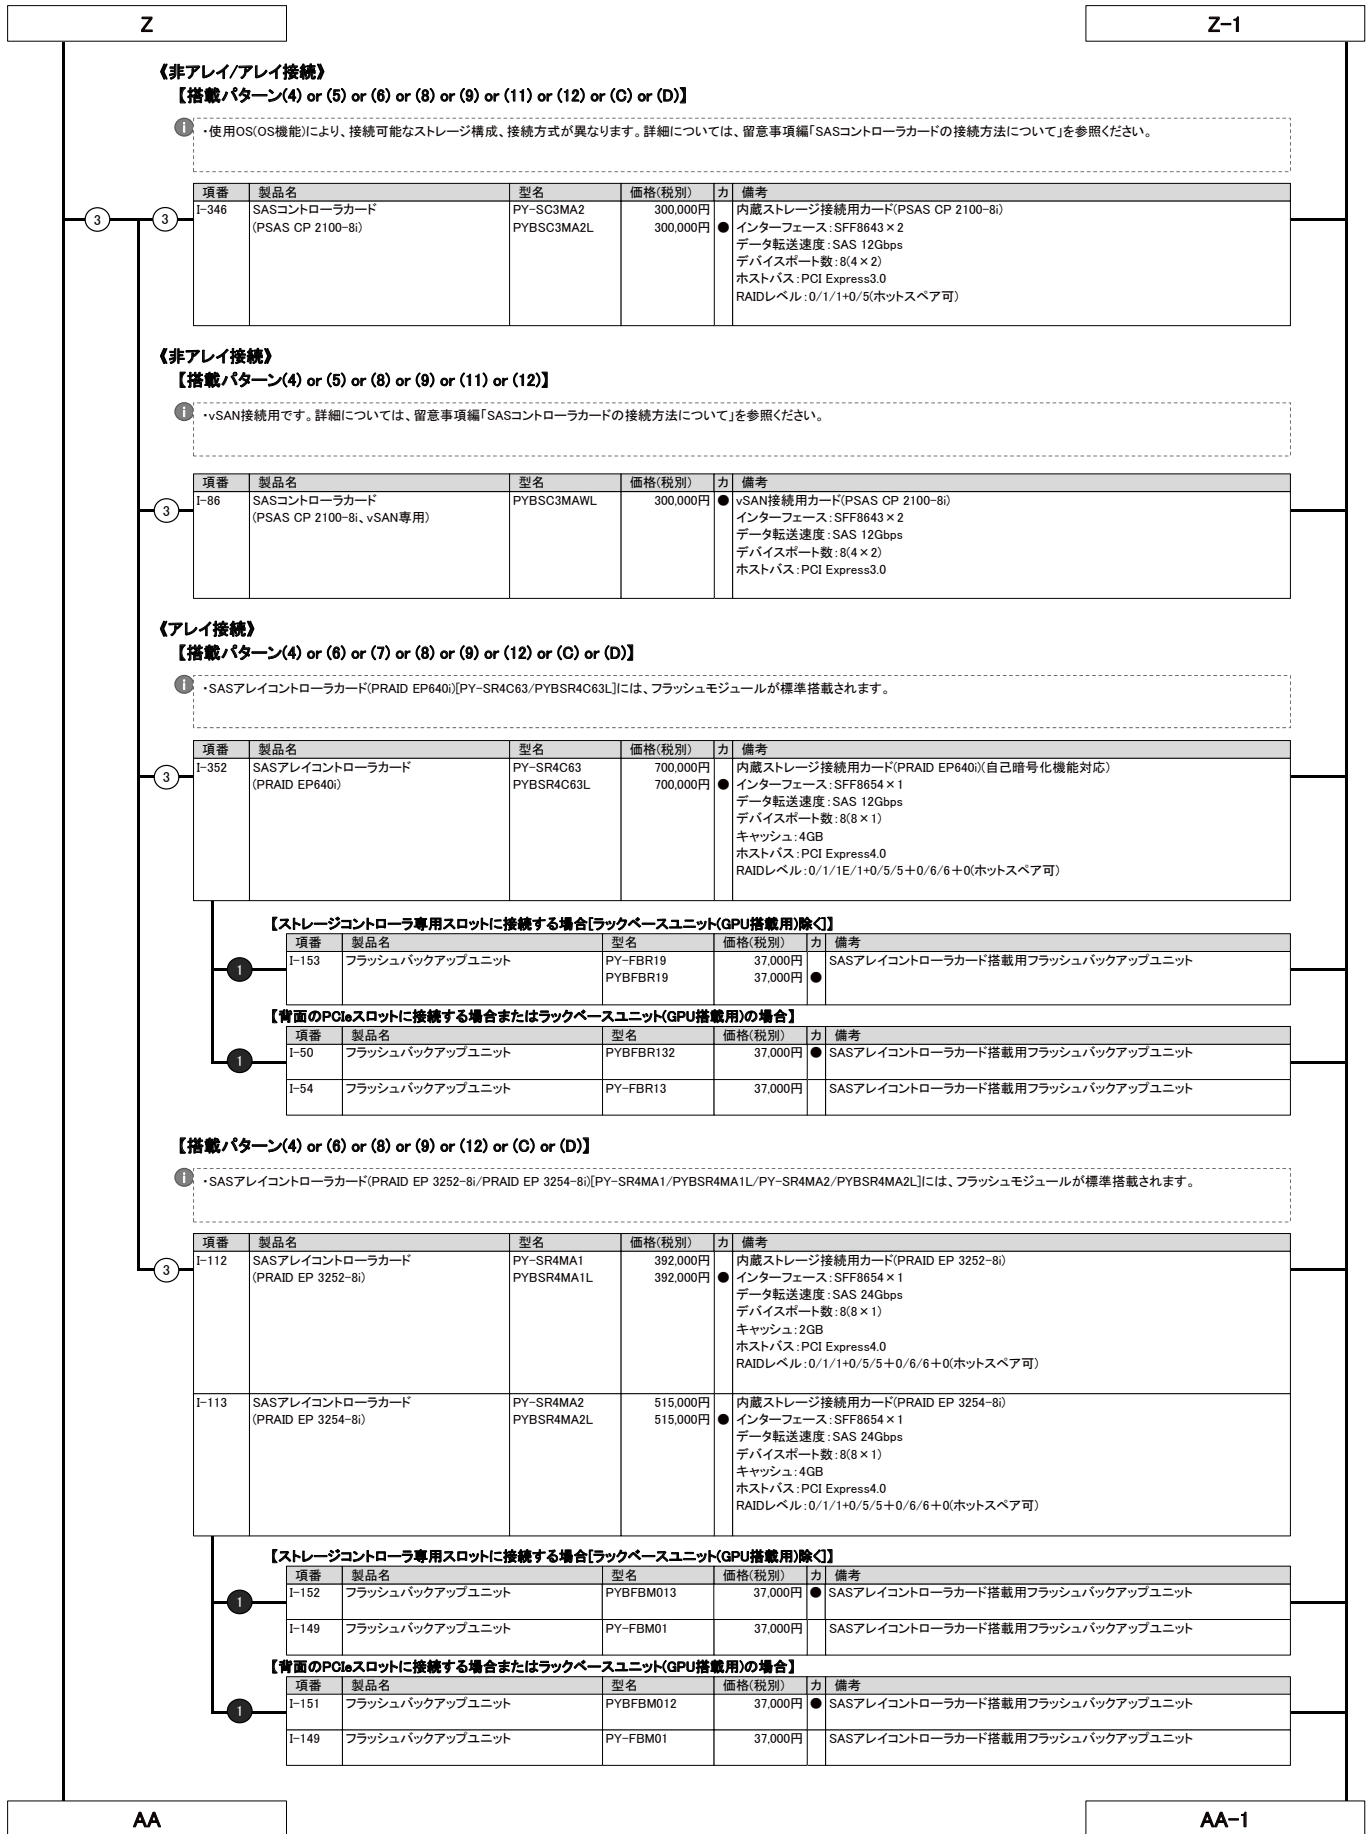 Z
Z-1
《非アレイ/アレイ接続》
【搭載パターン(4) or (5) or (6) or (8) or (9) or (11) or (12) or (C) or (D)】
i ・使用OS(OS機能)により、接続可能なストレージ構成、接続方式が異なります。詳細については、留意事項編「SASコントローラカードの接続方法について」を参照ください。
項番 製品名 型名 価格(税別) カ 備考
3 3 I-346 SASコントローラカード PY-SC3MA2 300,000円 内蔵ストレージ接続用カード(PSAS CP 2100-8i)
(PSAS CP 2100-8i) PYBSC3MA2L 300,000円 ● インターフェース:SFF8643×2
データ転送速度:SAS 12Gbps
デバイスポート数:8(4×2)
ホストバス:PCI Express3.0
RAIDレベル:0/1/1+0/5(ホットスペア可)
《非アレイ接続》
【搭載パターン(4) or (5) or (8) or (9) or (11) or (12)】
i ・vSAN接続用です。詳細については、留意事項編「SASコントローラカードの接続方法について」を参照ください。
項番 製品名 型名 価格(税別) カ 備考
3 I-86 SASコントローラカード PYBSC3MAWL 300,000円 ● vSAN接続用カード(PSAS CP 2100-8i)
(PSAS CP 2100-8i、vSAN専用) インターフェース:SFF8643×2
データ転送速度:SAS 12Gbps
デバイスポート数:8(4×2)
ホストバス:PCI Express3.0
《アレイ接続》
【搭載パターン(4) or (6) or (7) or (8) or (9) or (12) or (C) or (D)】
i ・SASアレイコントローラカード(PRAID EP640i)[PY-SR4C63/PYBSR4C63L]には、フラッシュモジュールが標準搭載されます。
項番 製品名 型名 価格(税別) カ 備考
3 I-352 SASアレイコントローラカード PY-SR4C63 700,000円 内蔵ストレージ接続用カード(PRAID EP640i)(自己暗号化機能対応)
(PRAID EP640i) PYBSR4C63L 700,000円 ● インターフェース:SFF8654×1
データ転送速度:SAS 12Gbps
デバイスポート数:8(8×1)
キャッシュ:4GB
ホストバス:PCI Express4.0
RAIDレベル:0/1/1E/1+0/5/5+0/6/6+0(ホットスペア可)
【ストレージコントローラ専用スロットに接続する場合[ラックベースユニット(GPU搭載用)除く]】
項番 製品名 型名 価格(税別) カ 備考
1 I-153 フラッシュバックアップユニット PY-FBR19 37,000円 SASアレイコントローラカード搭載用フラッシュバックアップユニット
PYBFBR19 37,000円 ●
【背面のPCIeスロットに接続する場合またはラックベースユニット(GPU搭載用)の場合】
項番 製品名 型名 価格(税別) カ 備考
1 I-50 フラッシュバックアップユニット PYBFBR132 37,000円 ● SASアレイコントローラカード搭載用フラッシュバックアップユニット
I-54 フラッシュバックアップユニット PY-FBR13 37,000円 SASアレイコントローラカード搭載用フラッシュバックアップユニット
【搭載パターン(4) or (6) or (8) or (9) or (12) or (C) or (D)】
i ・SASアレイコントローラカード(PRAID EP 3252-8i/PRAID EP 3254-8i)[PY-SR4MA1/PYBSR4MA1L/PY-SR4MA2/PYBSR4MA2L]には、フラッシュモジュールが標準搭載されます。
項番 製品名 型名 価格(税別) カ 備考
3 I-112 SASアレイコントローラカード PY-SR4MA1 392,000円 内蔵ストレージ接続用カード(PRAID EP 3252-8i)
(PRAID EP 3252-8i) PYBSR4MA1L 392,000円 ● インターフェース:SFF8654×1
データ転送速度:SAS 24Gbps
デバイスポート数:8(8×1)
キャッシュ:2GB
ホストバス:PCI Express4.0
RAIDレベル:0/1/1+0/5/5+0/6/6+0(ホットスペア可)
I-113 SASアレイコントローラカード PY-SR4MA2 515,000円 内蔵ストレージ接続用カード(PRAID EP 3254-8i)
(PRAID EP 3254-8i) PYBSR4MA2L 515,000円 ● インターフェース:SFF8654×1
データ転送速度:SAS 24Gbps
デバイスポート数:8(8×1)
キャッシュ:4GB
ホストバス:PCI Express4.0
RAIDレベル:0/1/1+0/5/5+0/6/6+0(ホットスペア可)
【ストレージコントローラ専用スロットに接続する場合[ラックベースユニット(GPU搭載用)除く]】
項番 製品名 型名 価格(税別) カ 備考
1 I-152 フラッシュバックアップユニット PYBFBM013 37,000円 ● SASアレイコントローラカード搭載用フラッシュバックアップユニット
I-149 フラッシュバックアップユニット PY-FBM01 37,000円 SASアレイコントローラカード搭載用フラッシュバックアップユニット
【背面のPCIeスロットに接続する場合またはラックベースユニット(GPU搭載用)の場合】
項番 製品名 型名 価格(税別) カ 備考
1 I-151 フラッシュバックアップユニット PYBFBM012 37,000円 ● SASアレイコントローラカード搭載用フラッシュバックアップユニット
I-149 フラッシュバックアップユニット PY-FBM01 37,000円 SASアレイコントローラカード搭載用フラッシュバックアップユニット
AA
AA-1